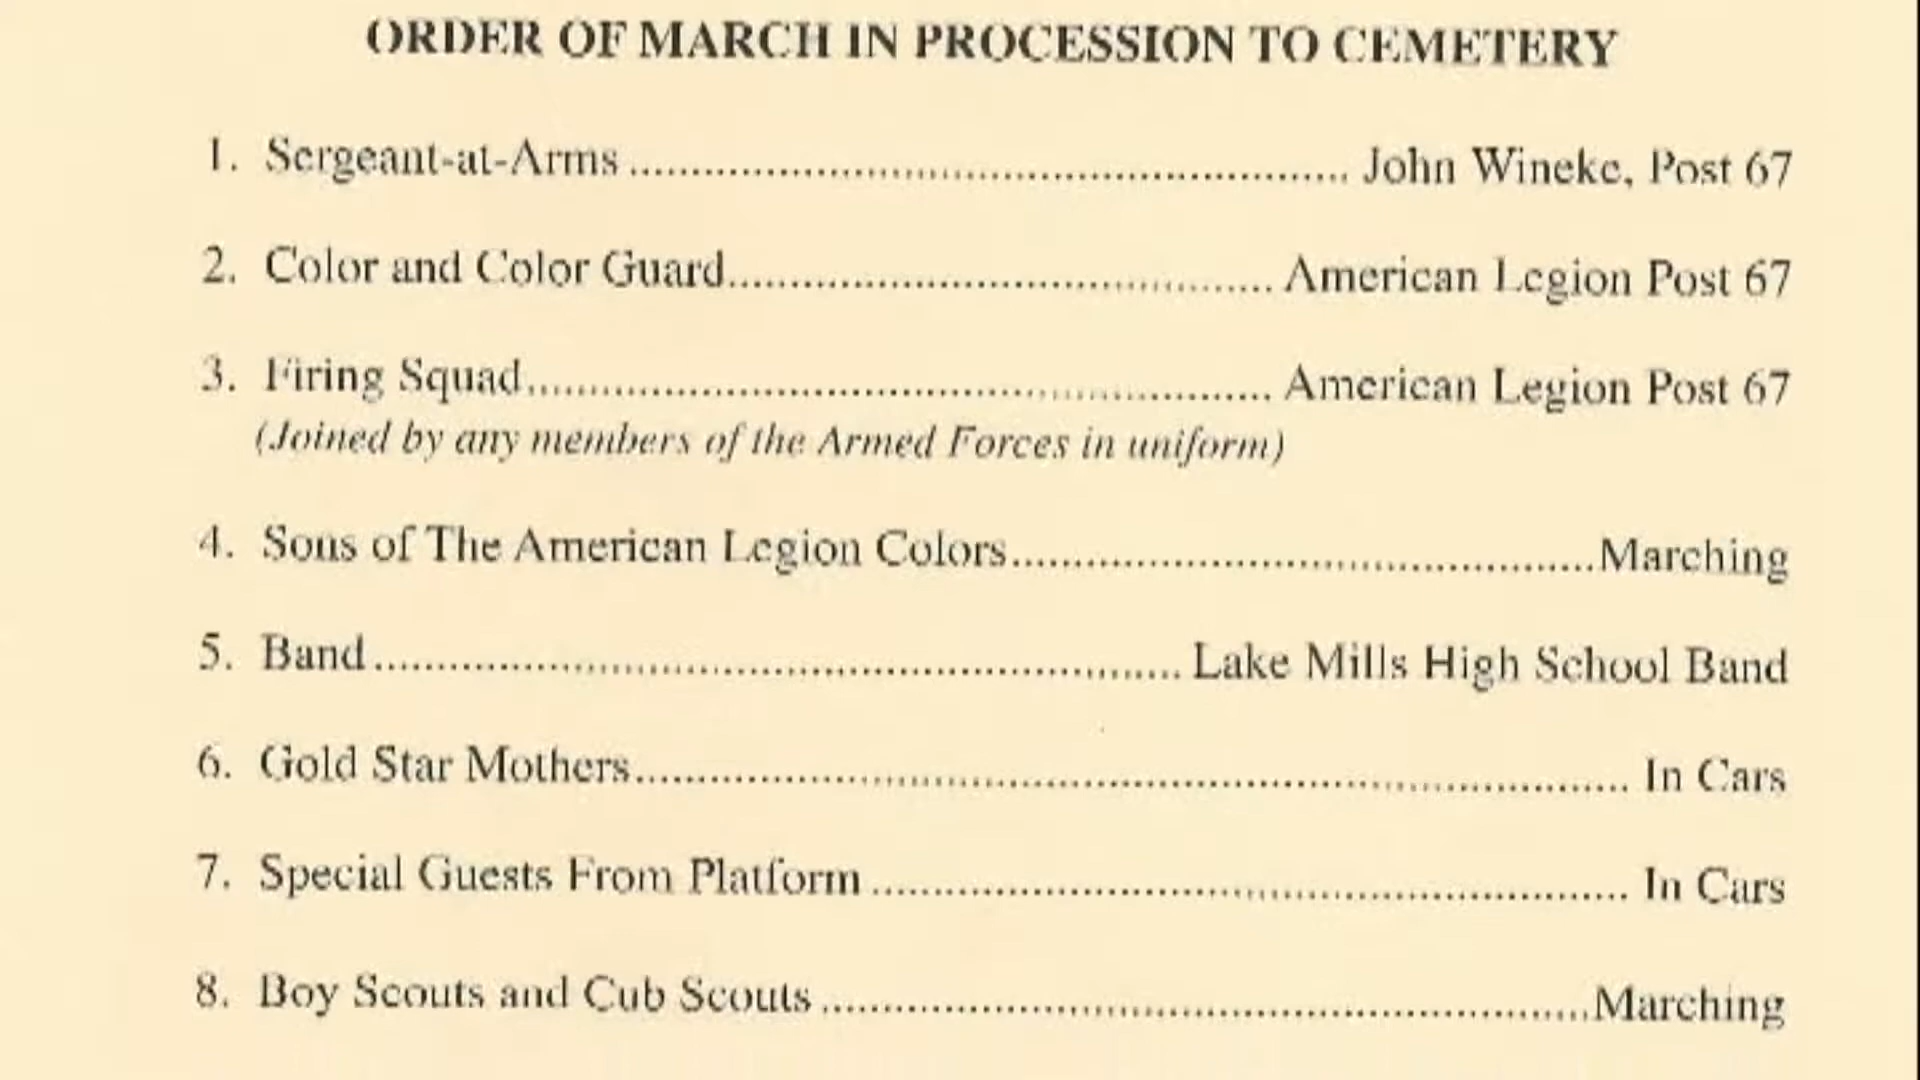 ORDER OF MARCH IN PROCESSION TO CEMETERY
1. Sergeant-at-Arms ........................................................ John Wineke, Post 67
2. Color and Color Guard............................................ American Legion Post 67
3. Firing Squad............................................................ American Legion Post 67
(Joined by any members of the Armed Forces in uniform)
4. Sons of The American Legion Colors...............................................Marching
5. Band ................................................................. Lake Mills High School Band
6. Gold Star Mothers................................................................................ In Cars
7. Special Guests From Platform ............................................................. In Cars
8. Boy Scouts and Cub Scouts ..............................................................Marching